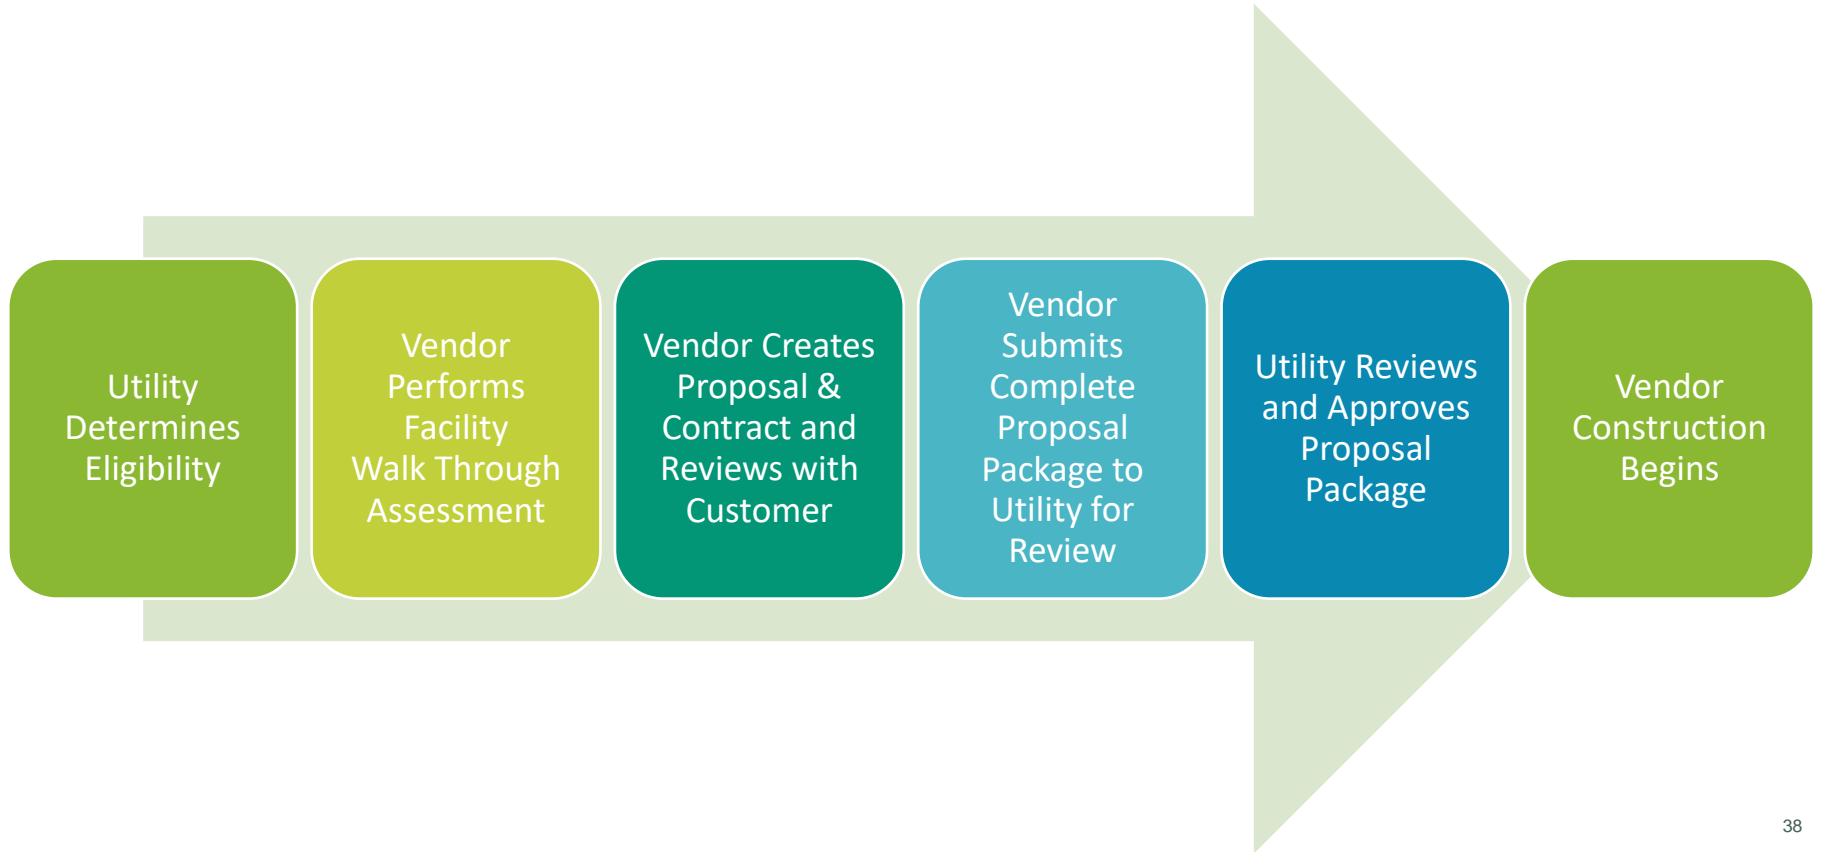 Utility
Determines
Eligibility
Vendor
Performs
Facility
Walk Through
Assessment
Vendor Creates
Proposal &
Contract and
Reviews with
Customer
Vendor
Submits
Complete
Proposal
Package to
Utility for
Review
Utility Reviews
and Approves
Proposal
Package
Vendor
Construction
Begins
38